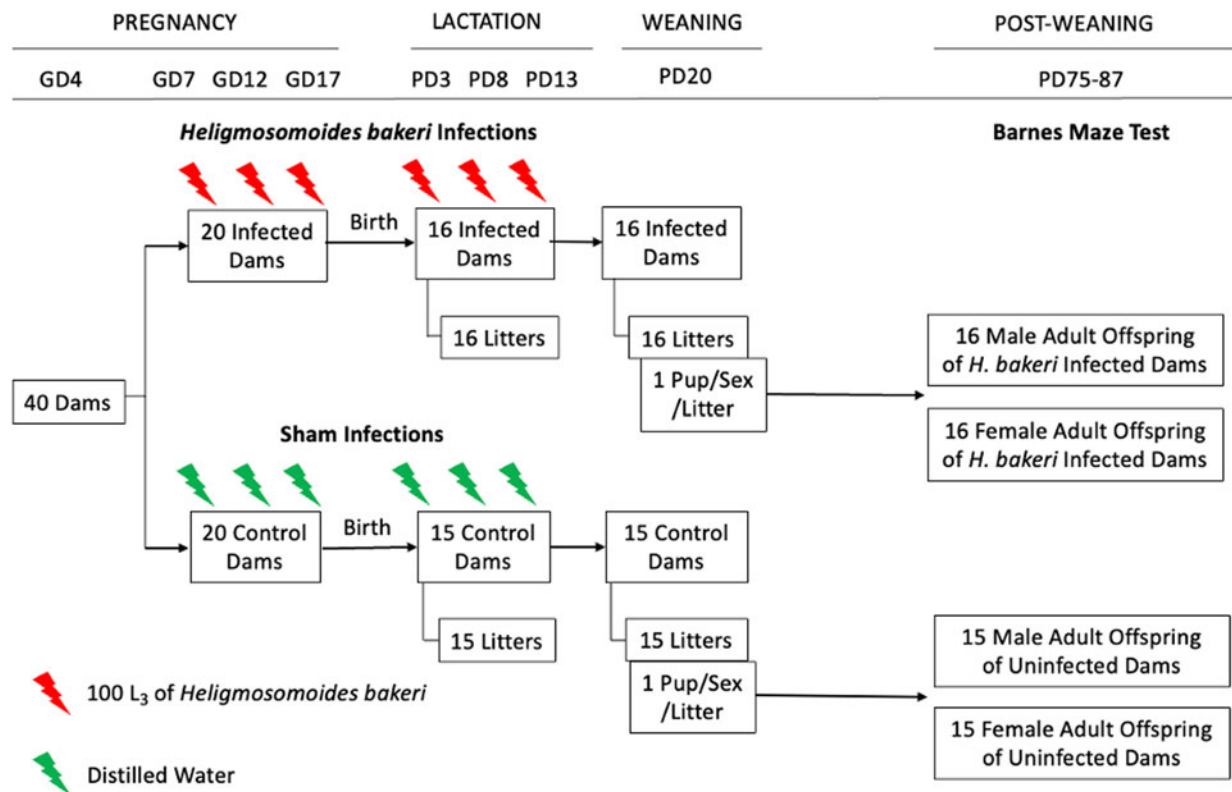 PREGNANCY LACTATION WEANING POST-WEANING
GD4 GD7 GD12 GD17 PD3 PD8 PD13 PD20 PD75-87
Heligmosomoides bakeri Infections
Barnes Maze Test
20 Infected
Dams
Birth
16 Infected
Dams
16 Infected
Dams
16 Litters
16 Litters
1 Pup/Sex
/Litter
16 Male Adult Offspring
of H. bakeri Infected Dams
16 Female Adult Offspring
of H. bakeri Infected Dams
40 Dams
Sham Infections
20 Control
Dams
Birth
15 Control
Dams
15 Control
Dams
15 Litters
15 Litters
1 Pup/Sex
/Litter
15 Male Adult Offspring
of Uninfected Dams
15 Female Adult Offspring
of Uninfected Dams
100 L₃ of Heligmosomoides bakeri
Distilled Water